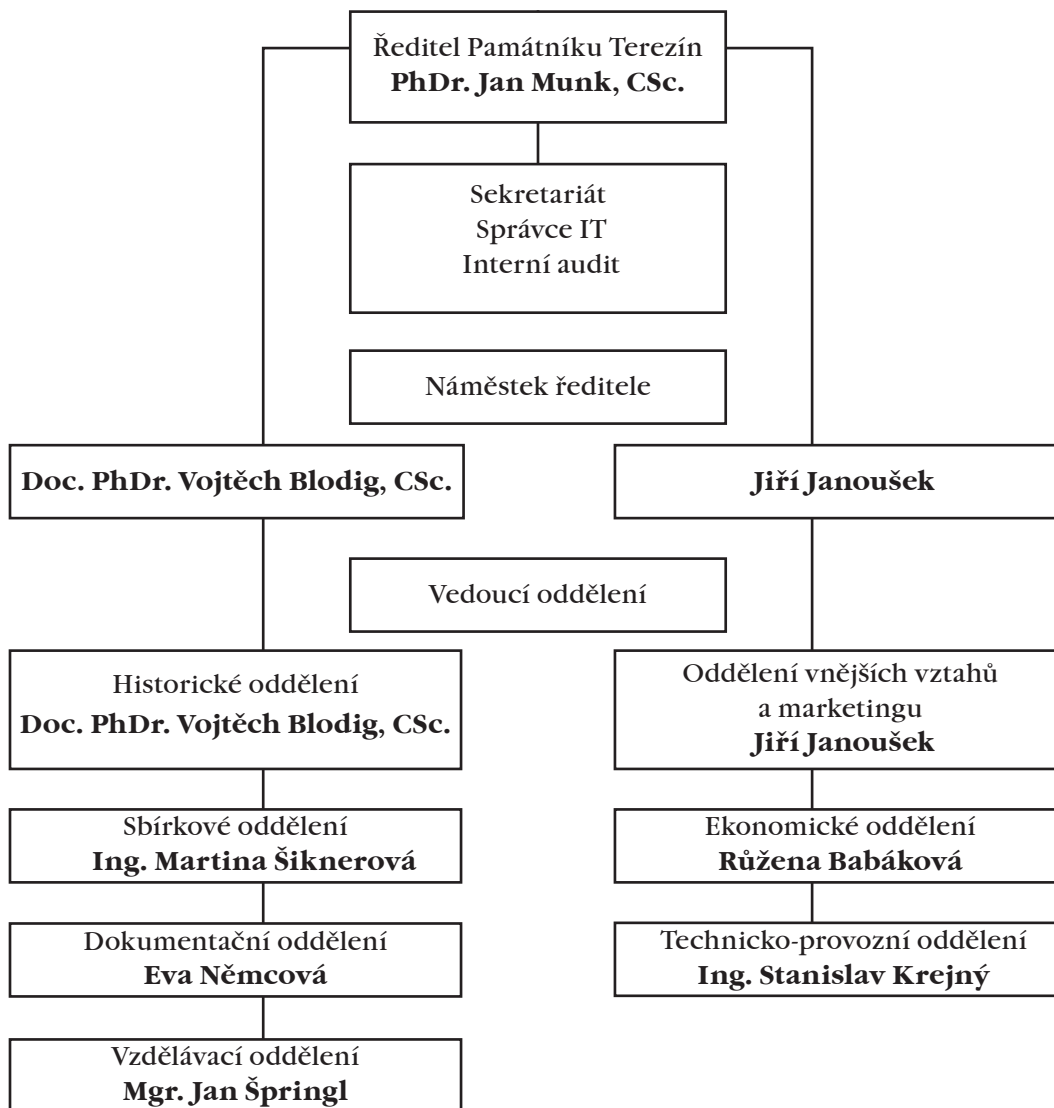 Ředitel Památníku Terezín
PhDr. Jan Munk, CSc.
Sekretariát
Správce IT
Interní audit
Náměstek ředitele
Doc. PhDr. Vojtěch Blodig, CSc.
Jiří Janoušek
Vedoucí oddělení
Historické oddělení
Doc. PhDr. Vojtěch Blodig, CSc.
Oddělení vnějších vztahů
a marketingu
Jiří Janoušek
Sbírkové oddělení
Ing. Martina Šiknerová
Ekonomické oddělení
Růžena Babáková
Dokumentační oddělení
Eva Němcová
Technicko-provozní oddělení
Ing. Stanislav Krejný
Vzdělávací oddělení
Mgr. Jan Špringl